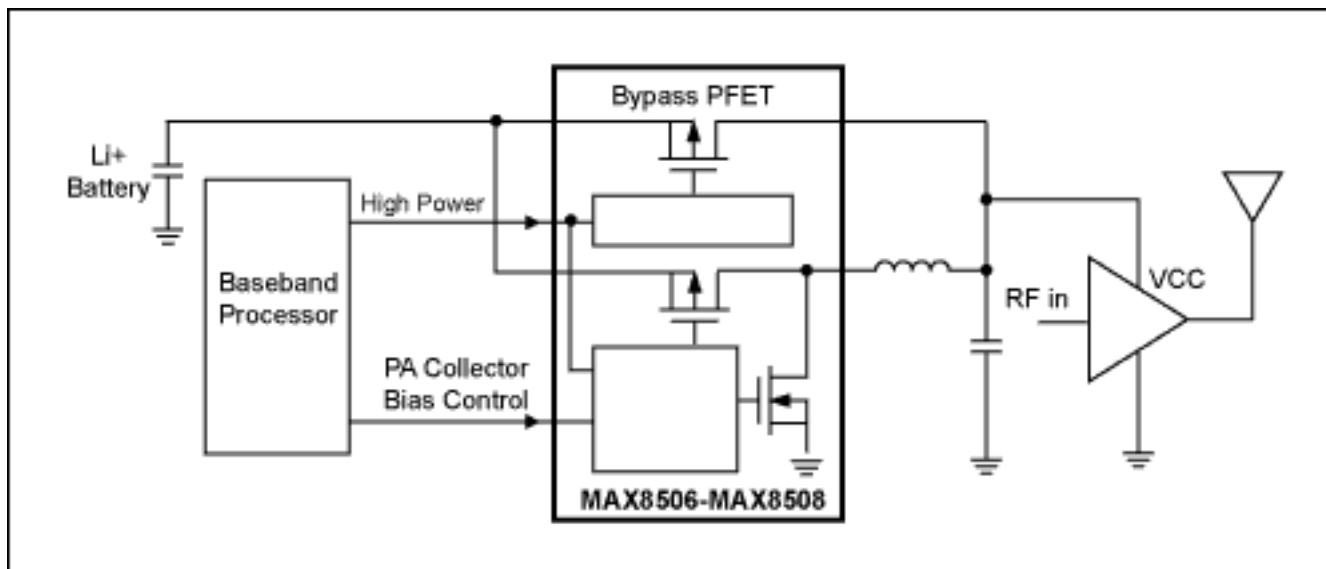 Bypass PFET
Li+
Battery
High Power
Baseband
Processor
VCC
RF in
PA Collector
Bias Control
MAX8506-MAX8508